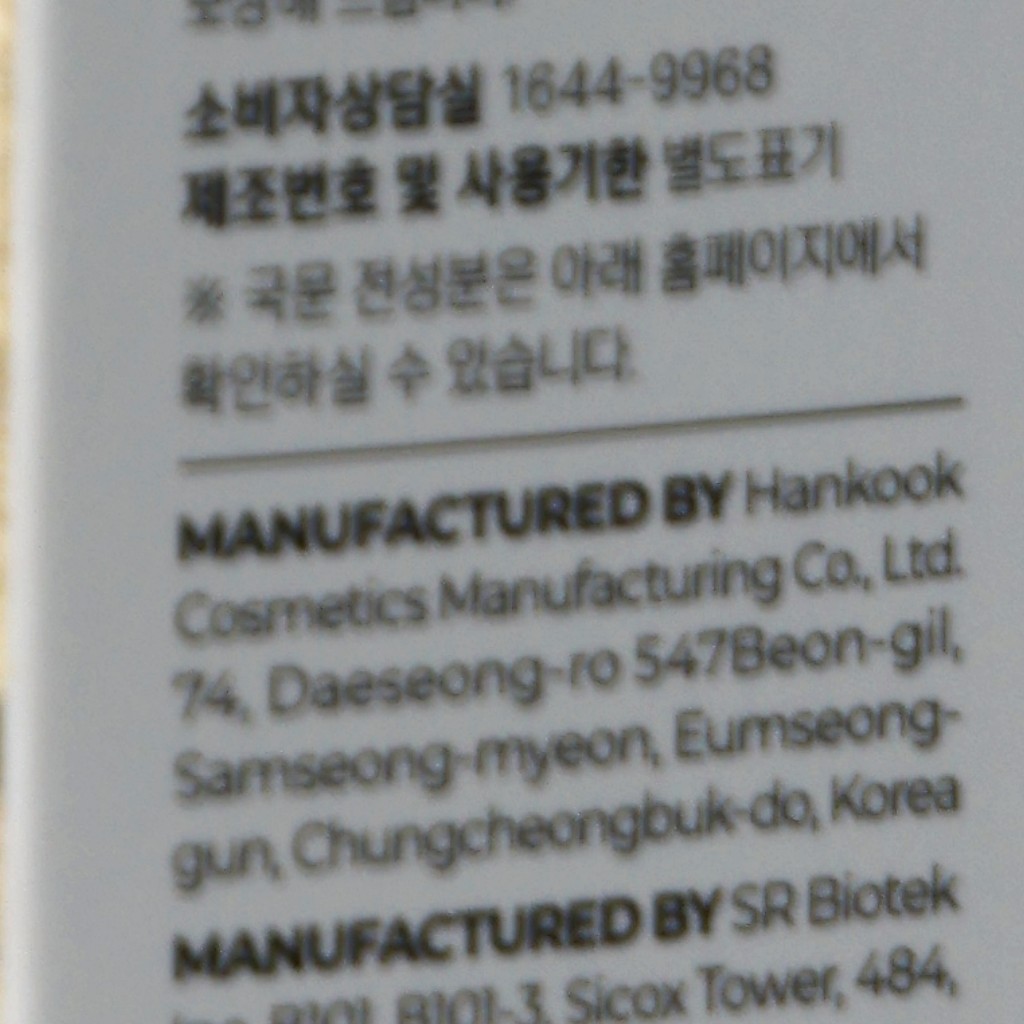 소비자상담실 1644-9968
제조번호 및 사용기한 별도표기
※ 국문 전성분은 아래 홈페이지에서
확인하실 수 있습니다.
MANUFACTURED BY Hankook
Cosmetics Manufacturing Co., Ltd.
74, Daeseong-ro 547Beon-gil,
Samseong-myeon, Eumseong-
gun, Chungcheongbuk-do, Korea
MANUFACTURED BY SR Biotek
B101-3, Sicox Tower, 484,